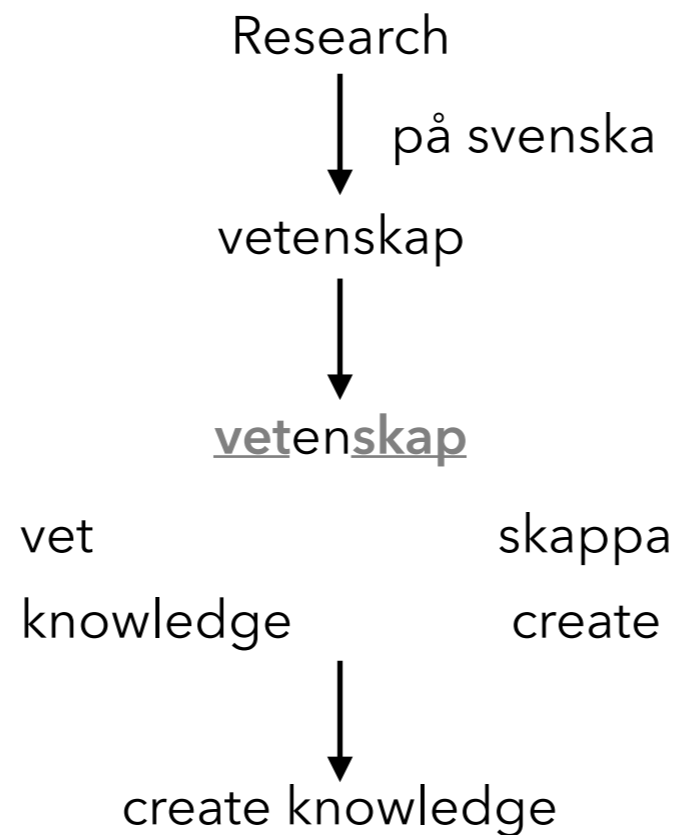 Research
på svenska
vetenskap
vetenskap
vet skappa
knowledge create
create knowledge